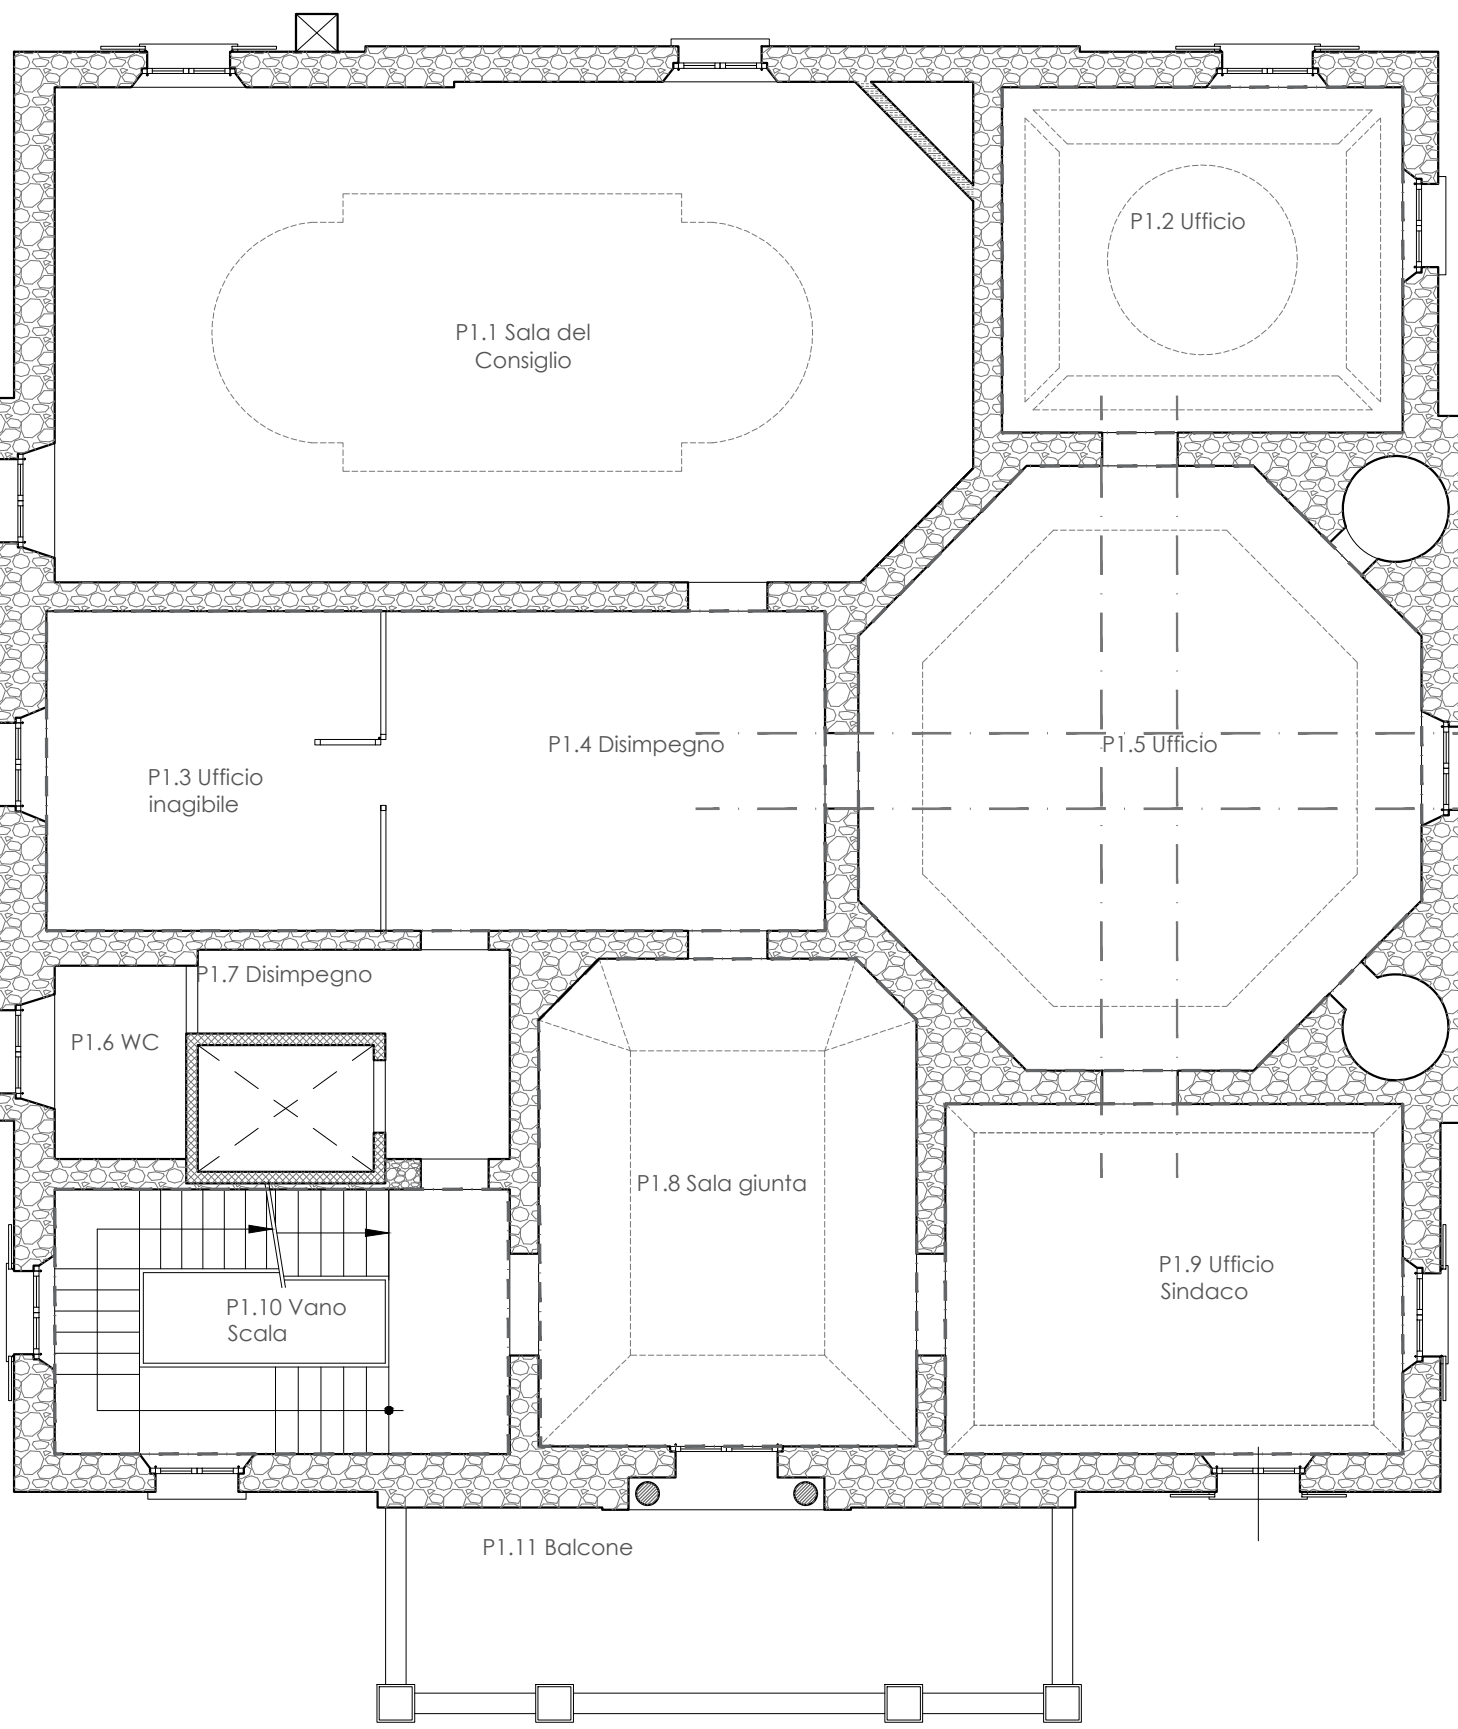 P1.2 Ufficio
P1.1 Sala del
Consiglio
P1.4 Disimpegno
P1.5 Ufficio
P1.3 Ufficio
inagibile
P1.7 Disimpegno
P1.6 WC
P1.8 Sala giunta
P1.9 Ufficio
Sindaco
P1.10 Vano
Scala
P1.11 Balcone